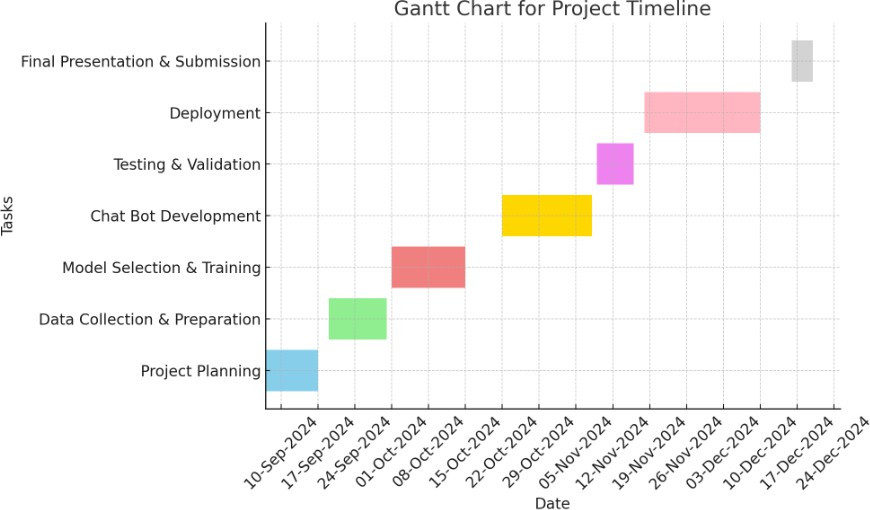 Gantt Chart for Project Timeline
Final Presentation & Submission
Deployment
Testing & Validation
Chat Bot Development
Model Selection & Training
Data Collection & Preparation
Project Planning
Tasks
10-Sep-2024
17-Sep-2024
24-Sep-2024
01-Oct-2024
08-Oct-2024
15-Oct-2024
22-Oct-2024
29-Oct-2024
05-Nov-2024
12-Nov-2024
19-Nov-2024
26-Nov-2024
03-Dec-2024
10-Dec-2024
17-Dec-2024
24-Dec-2024
Date